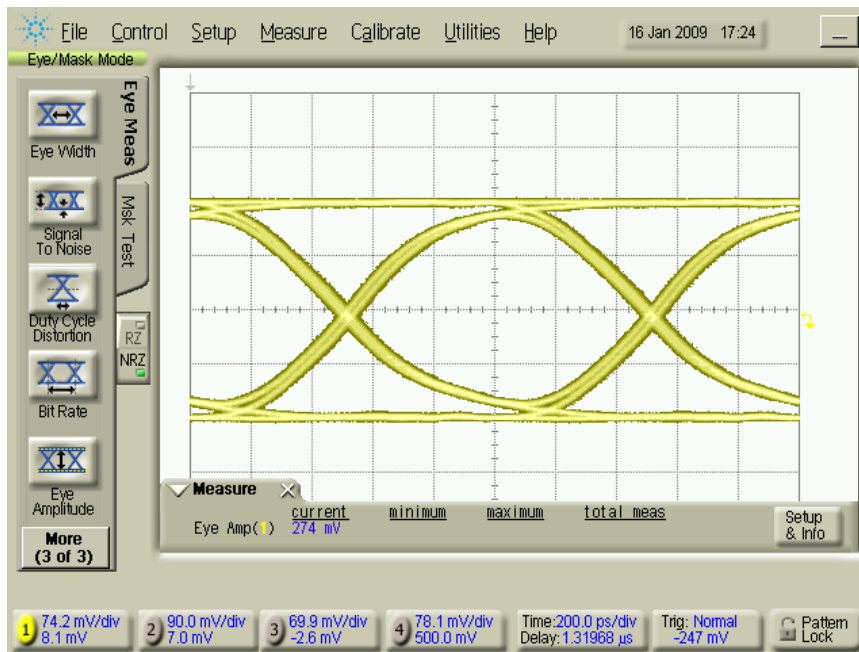 File Control Setup Measure Calibrate Utilities Help 16 Jan 2009 17:24
Eye/Mask Mode
Eye Meas
Msk Test
Eye Width
Signal
To Noise
Duty Cycle
Distortion
RZ
NRZ
Bit Rate
Eye
Amplitude
More
(3 of 3)
Measure
current minimum maximum total meas
Eye Amp(1) 274 mV
Setup
& Info
1 74.2 mV/div
8.1 mV
2 90.0 mV/div
7.0 mV
3 69.9 mV/div
-2.6 mV
4 78.1 mV/div
500.0 mV
Time:200.0 ps/div
Delay:1.31968 µs
Trig: Normal
-247 mV
Pattern
Lock